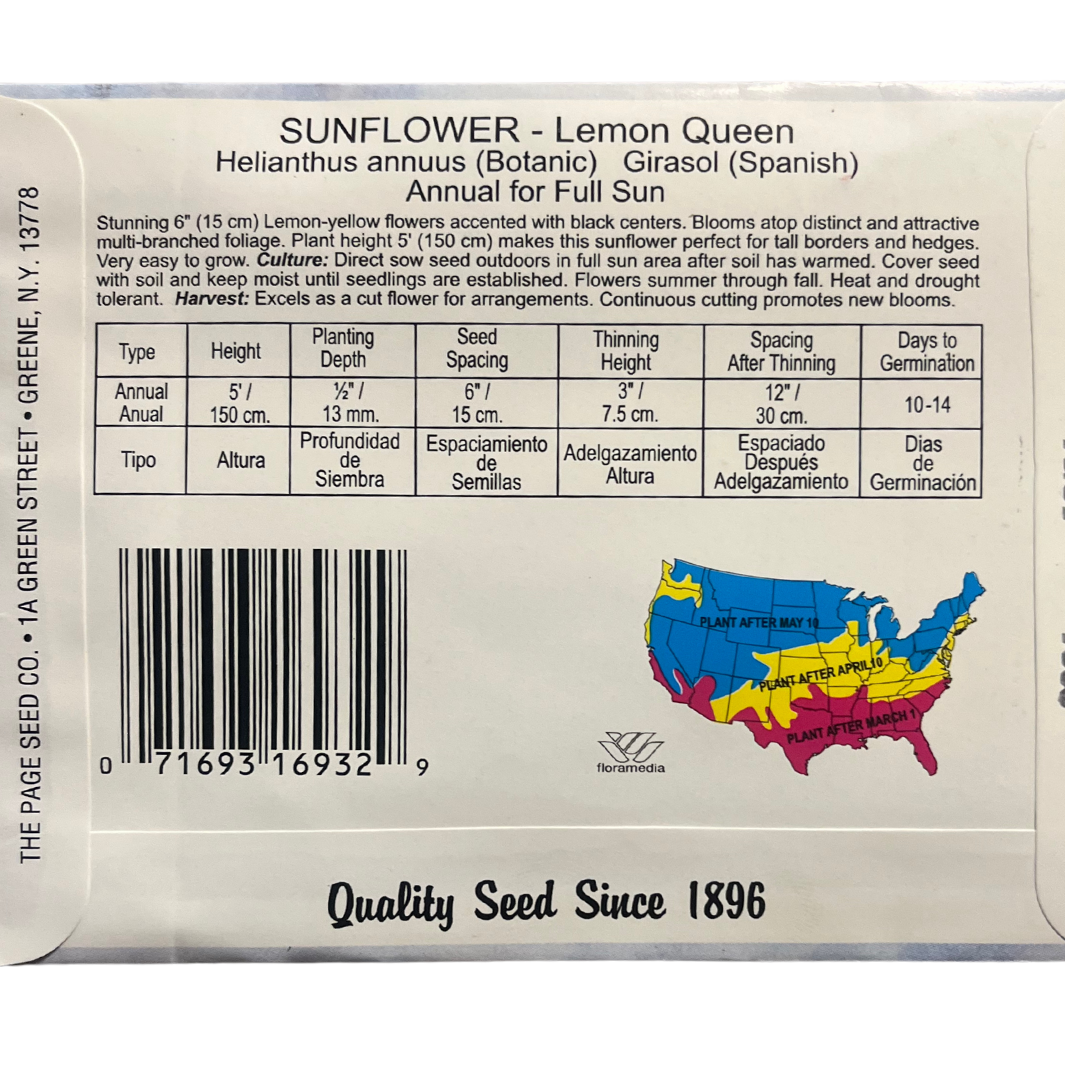 SUNFLOWER - Lemon Queen
Helianthus annuus (Botanic) Girasol (Spanish)
Annual for Full Sun
Stunning 6" (15 cm) Lemon-yellow flowers accented with black centers. Blooms atop distinct and attractive
multi-branched foliage. Plant height 5' (150 cm) makes this sunflower perfect for tall borders and hedges.
Very easy to grow. Culture: Direct sow seed outdoors in full sun area after soil has warmed. Cover seed
with soil and keep moist until seedlings are established. Flowers summer through fall. Heat and drought
tolerant. Harvest: Excels as a cut flower for arrangements. Continuous cutting promotes new blooms.
Type
Height
Planting
Depth
Seed
Spacing
Thinning
Height
Spacing
After Thinning
Days to
Germination
Annual
Anual
5' /
150 cm.
½" /
13 mm.
6" /
15 cm.
3" /
7.5 cm.
12" /
30 cm.
10-14
Tipo
Altura
Profundidad
de
Siembra
Espaciamiento
de
Semillas
Adelgazamiento
Altura
Espaciado
Después
Adelgazamiento
Dias
de
Germinación
0 71693 16932 9
floramedia
PLANT AFTER MAY 10
PLANT AFTER APRIL 10
PLANT AFTER MARCH 1
Quality Seed Since 1896
THE PAGE SEED CO. • 1A GREEN STREET • GREENE, N.Y. 13778